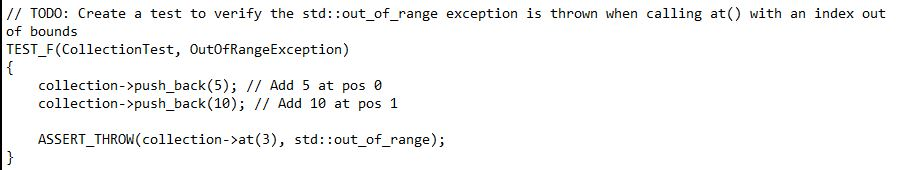 // TODO: Create a test to verify the std::out_of_range exception is thrown when calling at() with an index out
of bounds
TEST_F(CollectionTest, OutOfRangeException)
{
    collection->push_back(5); // Add 5 at pos 0
    collection->push_back(10); // Add 10 at pos 1

    ASSERT_THROW(collection->at(3), std::out_of_range);
}